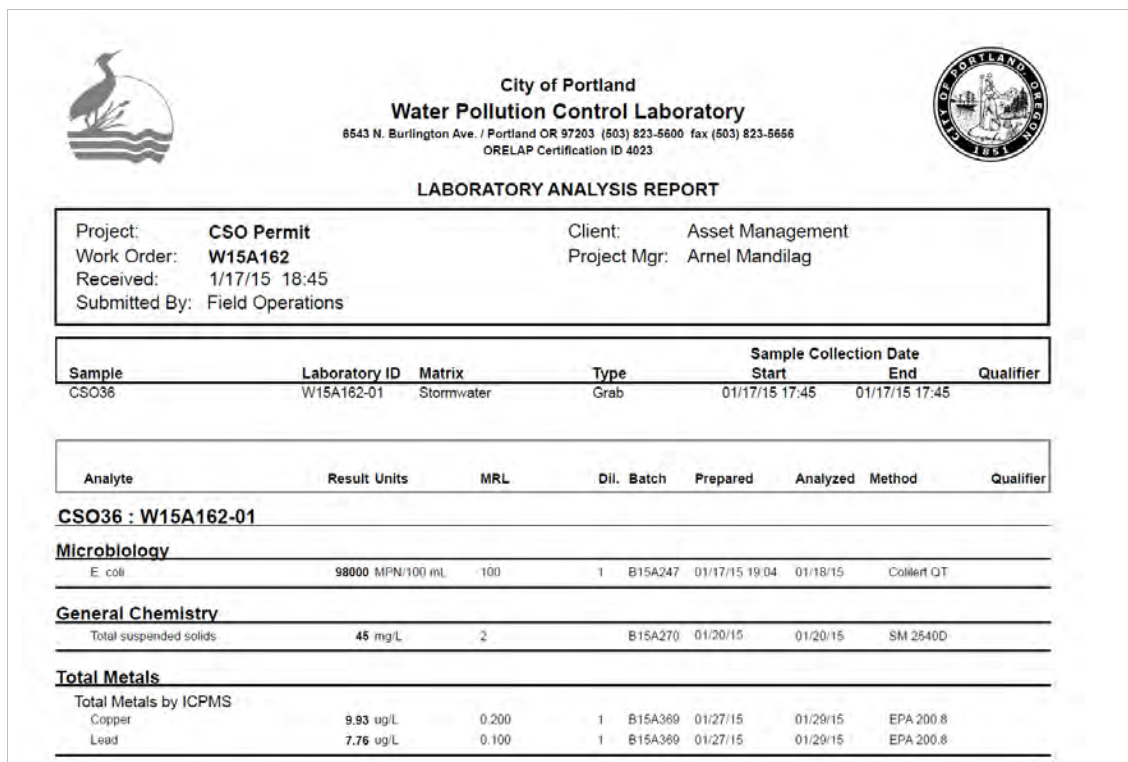 City of Portland
Water Pollution Control Laboratory
6543 N. Burlington Ave. / Portland OR 97203 (503) 823-5600 fax (503) 823-5656
ORELAP Certification ID 4023
CITY OF PORTLAND, OREGON
1851
LABORATORY ANALYSIS REPORT
Project: CSO Permit Client: Asset Management
Work Order: W15A162 Project Mgr: Arnel Mandilag
Received: 1/17/15 18:45
Submitted By: Field Operations
Sample Collection Date
Sample Laboratory ID Matrix Type Start End Qualifier
CSO36 W15A162-01 Stormwater Grab 01/17/15 17:45 01/17/15 17:45
Analyte Result Units MRL Dil. Batch Prepared Analyzed Method Qualifier
CSO36 : W15A162-01
Microbiology
E. coli 98000 MPN/100 mL 100 1 B15A247 01/17/15 19:04 01/18/15 Colilert QT
General Chemistry
Total suspended solids 45 mg/L 2 B15A270 01/20/15 01/20/15 SM 2540D
Total Metals
Total Metals by ICPMS
Copper 9.93 ug/L 0.200 1 B15A369 01/27/15 01/29/15 EPA 200.8
Lead 7.76 ug/L 0.100 1 B15A369 01/27/15 01/29/15 EPA 200.8